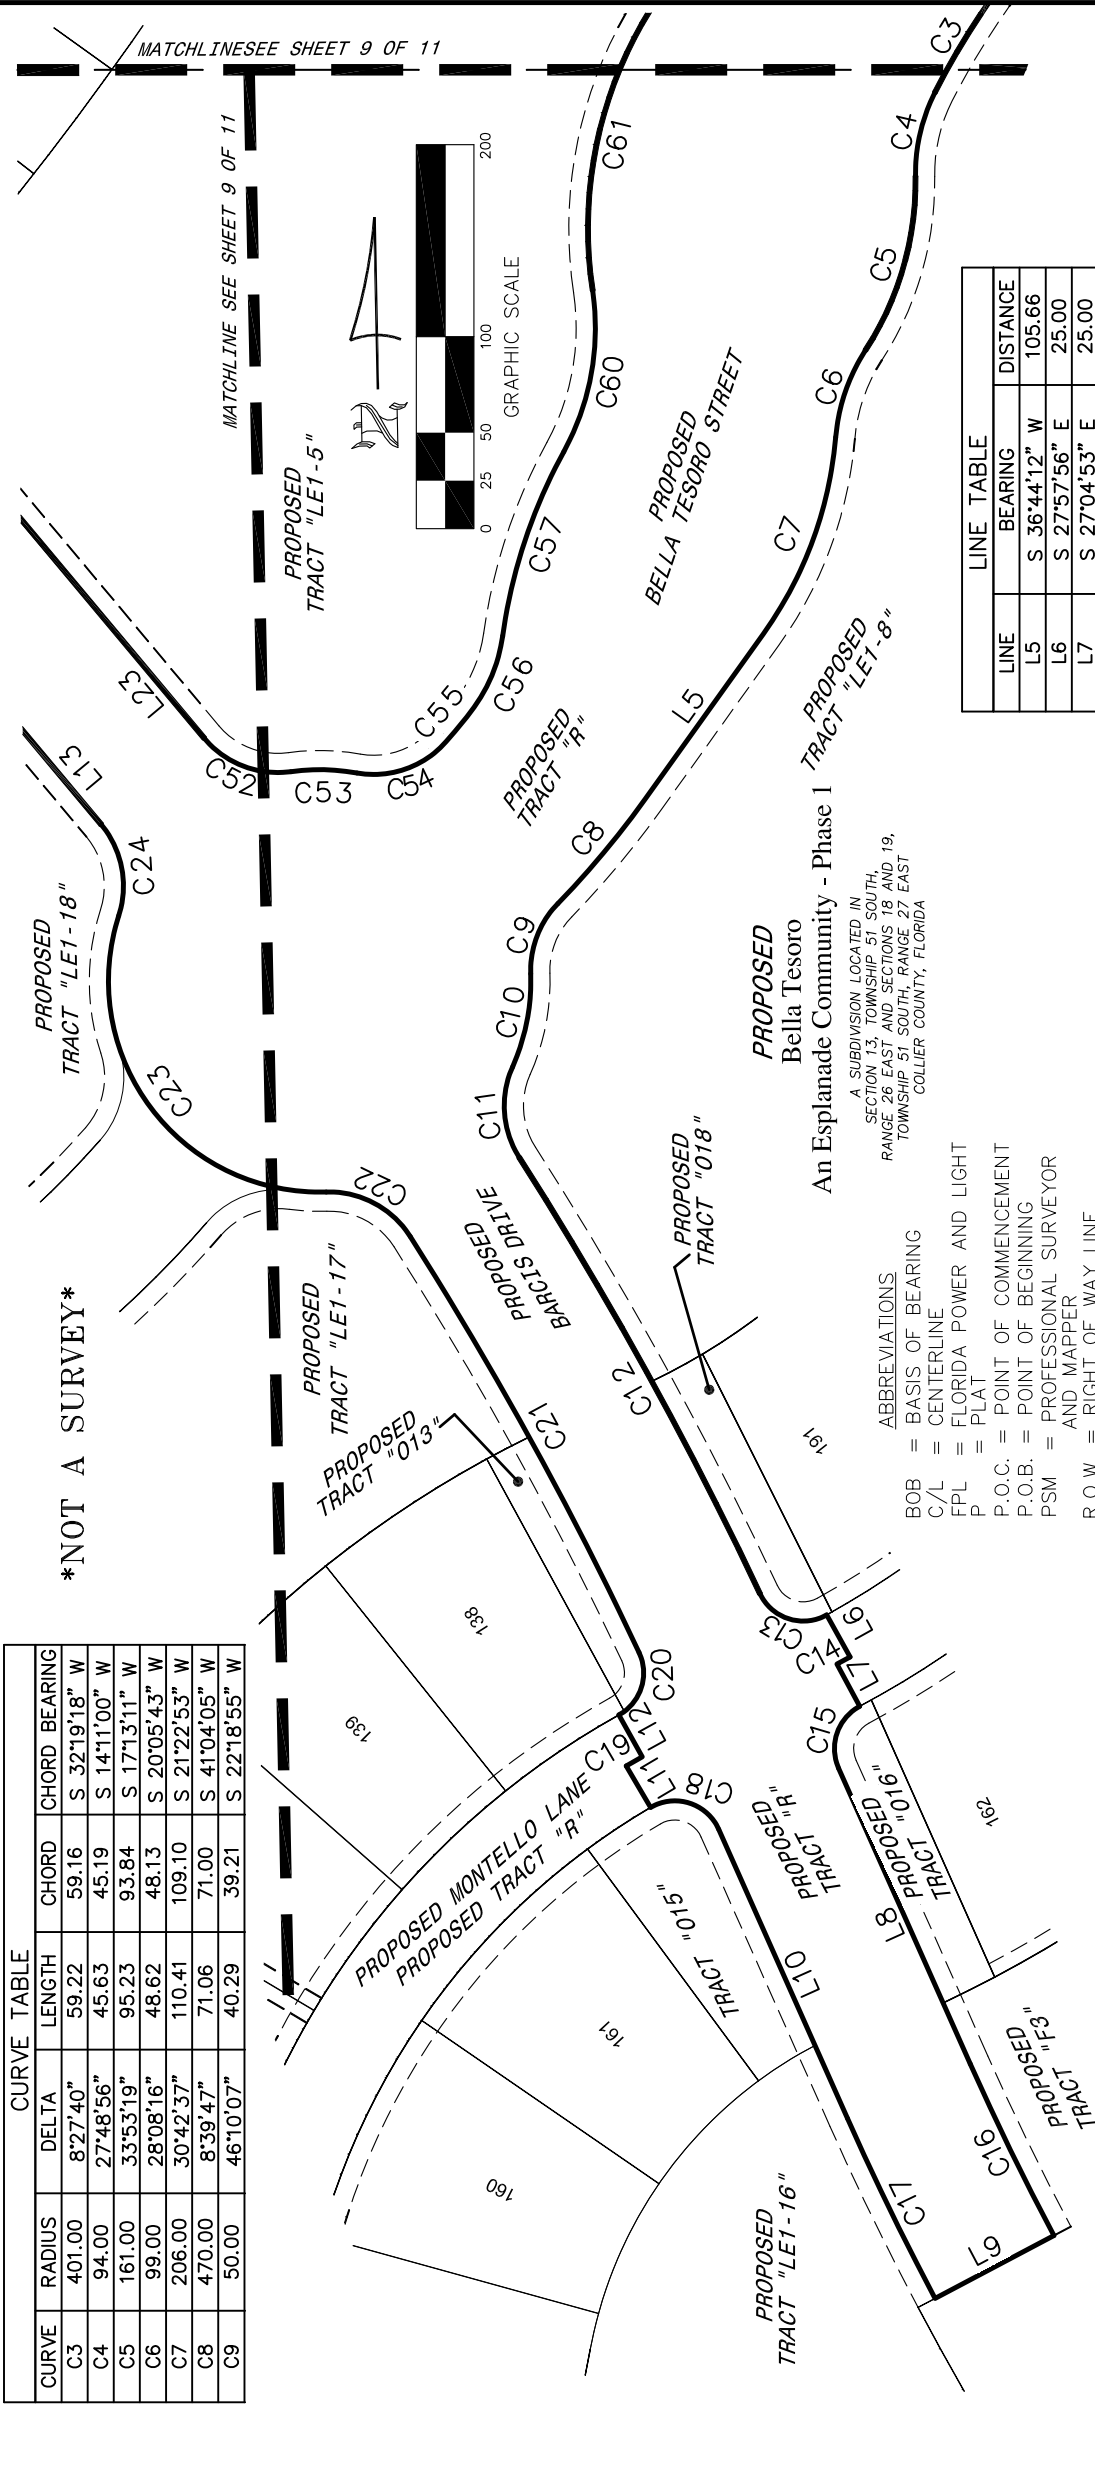 MATCHLINESEE SHEET 9 OF 11
MATCHLINE SEE SHEET 9 OF 11
*NOT A SURVEY*
CURVE TABLE
CURVE RADIUS DELTA LENGTH CHORD CHORD BEARING
C3 401.00 8°27'40" 59.22 59.16 S 32°19'18" W
C4 94.00 27°48'56" 45.63 45.19 S 14°11'00" W
C5 161.00 33°53'19" 95.23 93.84 S 17°13'11" W
C6 99.00 28°08'16" 48.62 48.13 S 20°05'43" W
C7 206.00 30°42'37" 110.41 109.10 S 21°22'53" W
C8 470.00 8°39'47" 71.06 71.00 S 41°04'05" W
C9 50.00 46°10'07" 40.29 39.21 S 22°18'55" W
LINE TABLE
LINE BEARING DISTANCE
L5 S 36°44'12" W 105.66
L6 S 27°57'56" E 25.00
L7 S 27°04'53" E 25.00
N
0 25 50 100 200
GRAPHIC SCALE
PROPOSED
TRACT "LE1-5"
PROPOSED
TRACT "LE1-18"
PROPOSED
TRACT "LE1-17"
PROPOSED
TRACT "O13"
PROPOSED
TRACT "R"
PROPOSED
BELLA TESORO STREET
PROPOSED
TRACT "LE1-8"
PROPOSED
BARCIS DRIVE
PROPOSED
TRACT "O18"
PROPOSED
Bella Tesoro
An Esplanade Community - Phase 1
A SUBDIVISION LOCATED IN
SECTION 13, TOWNSHIP 51 SOUTH,
RANGE 26 EAST AND SECTIONS 18 AND 19,
TOWNSHIP 51 SOUTH, RANGE 27 EAST
COLLIER COUNTY, FLORIDA
ABBREVIATIONS
BOB = BASIS OF BEARING
C/L = CENTERLINE
FPL = FLORIDA POWER AND LIGHT
P = PLAT
P.O.C. = POINT OF COMMENCEMENT
P.O.B. = POINT OF BEGINNING
PSM = PROFESSIONAL SURVEYOR
AND MAPPER
R.O.W. = RIGHT OF WAY LINE
PROPOSED MONTELLO LANE
PROPOSED TRACT "R"
TRACT "O15"
PROPOSED
TRACT "R"
PROPOSED
TRACT "O16"
PROPOSED
TRACT "F3"
PROPOSED
TRACT "LE1-16"
C3
C4
C5
C6
C7
L5
C8
C9
C10
C11
C12
C13
C14
L6
L7
C15
L8
C16
L9
C17
L10
C18
L11
C19
L12
C20
C21
C22
C23
C24
L13
L23
C52
C53
C54
C55
C56
C57
C60
C61
138
139
160
161
162
191